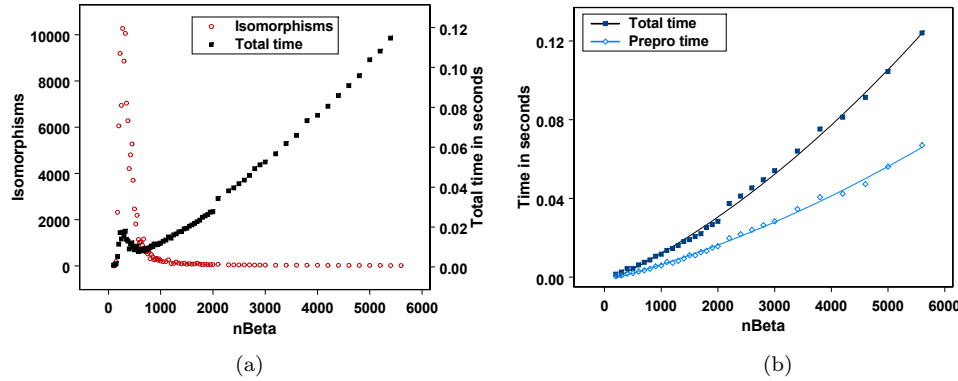 Isomorphisms
Total time
10000
8000
6000
4000
2000
0
Isomorphisms
0.12
0.10
0.08
0.06
0.04
0.02
0.00
Total time in seconds
0
1000
2000
3000
4000
5000
6000
nBeta
(a)
Total time
Prepro time
0.12
0.08
0.04
0.00
Time in seconds
0
1000
2000
3000
4000
5000
6000
nBeta
(b)